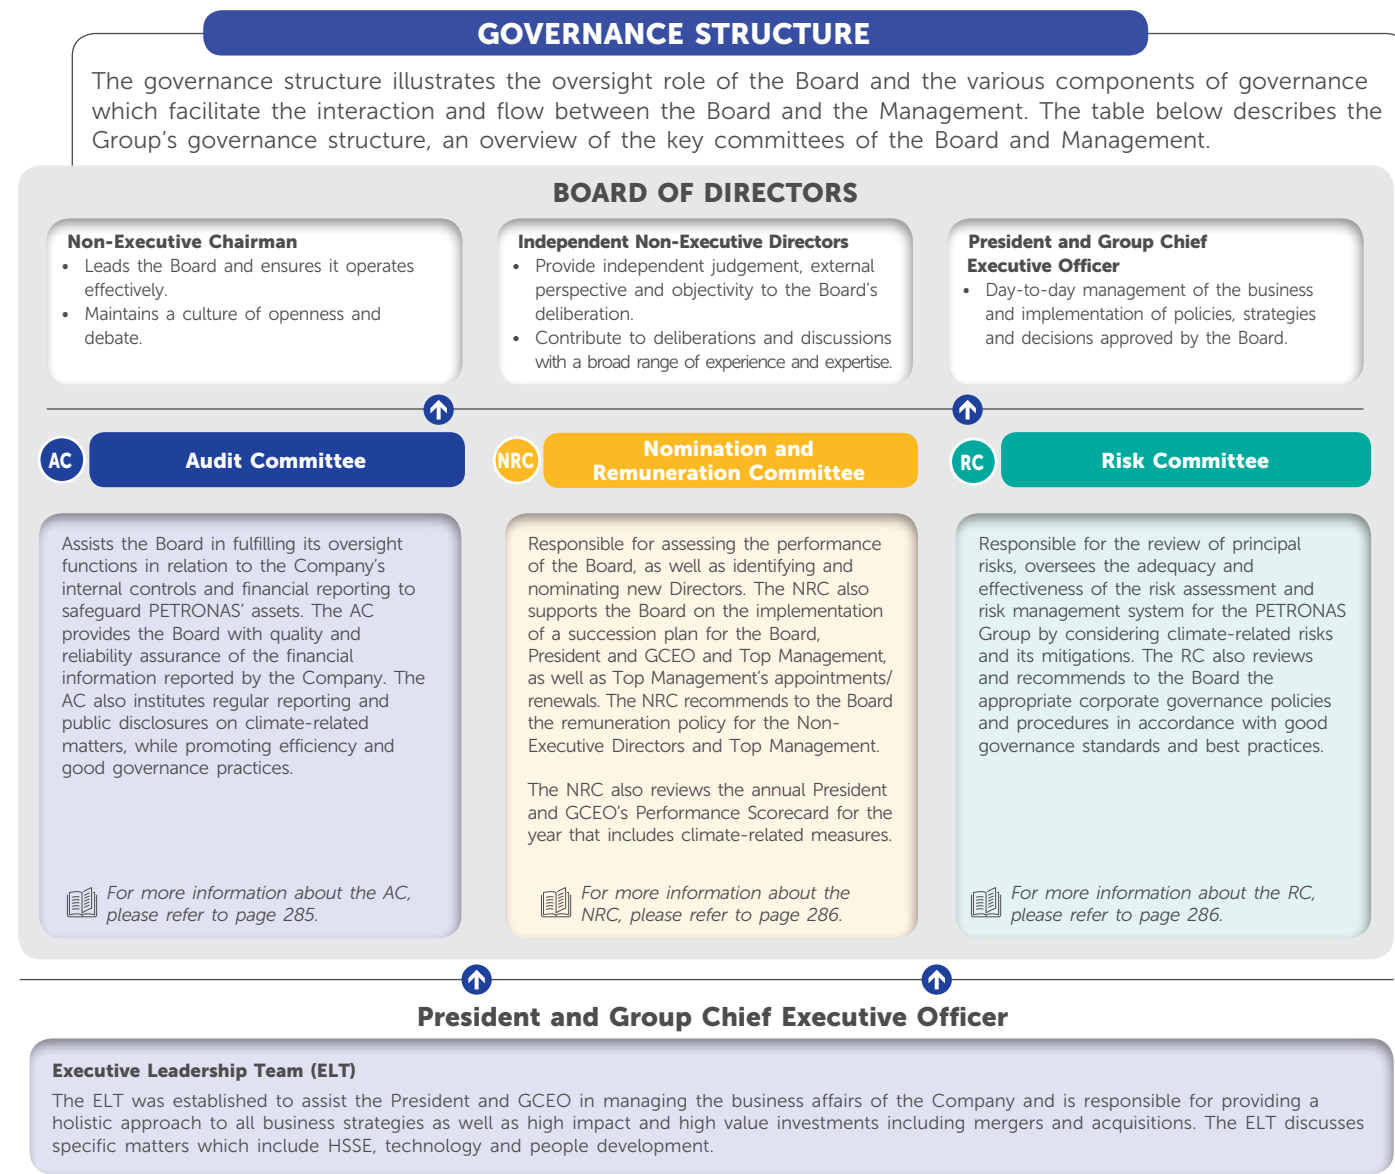 GOVERNANCE STRUCTURE
The governance structure illustrates the oversight role of the Board and the various components of governance
which facilitate the interaction and flow between the Board and the Management. The table below describes the
Group's governance structure, an overview of the key committees of the Board and Management.
BOARD OF DIRECTORS
Non-Executive Chairman
• Leads the Board and ensures it operates
effectively.
• Maintains a culture of openness and
debate.
Independent Non-Executive Directors
• Provide independent judgement, external
perspective and objectivity to the Board's
deliberation.
• Contribute to deliberations and discussions
with a broad range of experience and expertise.
President and Group Chief
Executive Officer
• Day-to-day management of the business
and implementation of policies, strategies
and decisions approved by the Board.
AC
Audit Committee
Assists the Board in fulfilling its oversight
functions in relation to the Company's
internal controls and financial reporting to
safeguard PETRONAS' assets. The AC
provides the Board with quality and
reliability assurance of the financial
information reported by the Company. The
AC also institutes regular reporting and
public disclosures on climate-related
matters, while promoting efficiency and
good governance practices.
For more information about the AC,
please refer to page 285.
NRC
Nomination and
Remuneration Committee
Responsible for assessing the performance
of the Board, as well as identifying and
nominating new Directors. The NRC also
supports the Board on the implementation
of a succession plan for the Board,
President and GCEO and Top Management,
as well as Top Management's appointments/
renewals. The NRC recommends to the Board
the remuneration policy for the Non-
Executive Directors and Top Management.
The NRC also reviews the annual President
and GCEO's Performance Scorecard for the
year that includes climate-related measures.
For more information about the
NRC, please refer to page 286.
RC
Risk Committee
Responsible for the review of principal
risks, oversees the adequacy and
effectiveness of the risk assessment and
risk management system for the PETRONAS
Group by considering climate-related risks
and its mitigations. The RC also reviews
and recommends to the Board the
appropriate corporate governance policies
and procedures in accordance with good
governance standards and best practices.
For more information about the RC,
please refer to page 286.
President and Group Chief Executive Officer
Executive Leadership Team (ELT)
The ELT was established to assist the President and GCEO in managing the business affairs of the Company and is responsible for providing a
holistic approach to all business strategies as well as high impact and high value investments including mergers and acquisitions. The ELT discusses
specific matters which include HSSE, technology and people development.